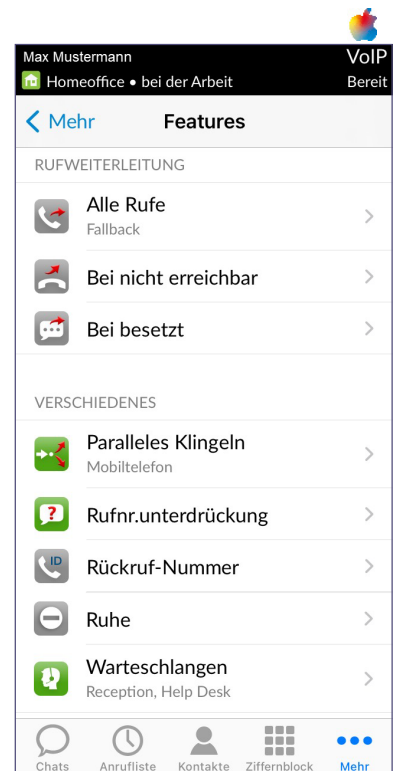 Max Mustermann VoIP
Homeoffice • bei der Arbeit Bereit
Mehr Features
RUFWEITERLEITUNG
Alle Rufe
Fallback
Bei nicht erreichbar
Bei besetzt
VERSCHIEDENES
Paralleles Klingeln
Mobiltelefon
?
Rufnr.unterdrückung
ID
Rückruf-Nummer
Ruhe
Warteschlangen
Reception, Help Desk
Chats Anrufliste Kontakte Ziffernblock Mehr